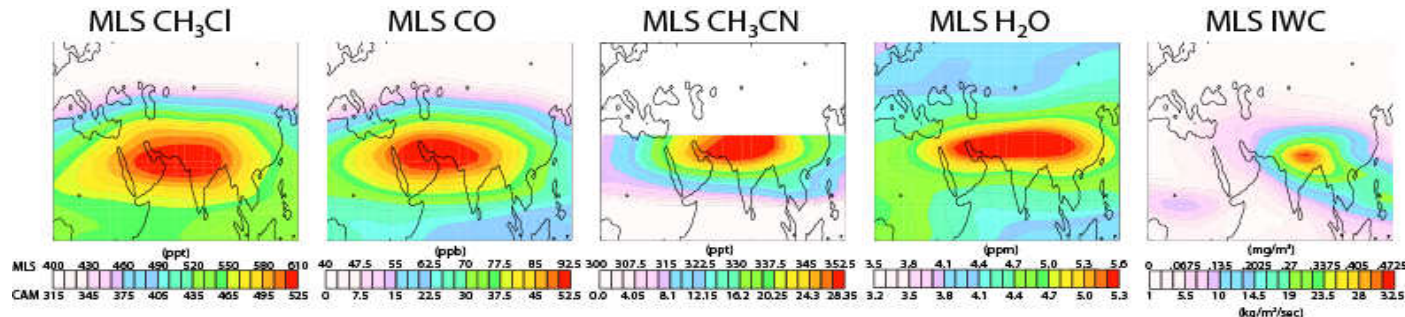 MLS CH₃Cl MLS CO MLS CH₃CN MLS H₂O MLS IWC
(ppt) (ppb) (ppt) (ppm) (mg/m³)
MLS 400 430 460 490 520 550 580 610 40 47.5 55 62.5 70 77.5 85 92.5 300 307.5 315 322.5 330 337.5 345 352.5 3.5 3.8 4.1 4.4 4.7 5.0 5.3 5.6 0 .0675 .135 .2025 .27 .3375 .405 .4725
CAM 315 345 375 405 435 465 495 525 0 7.5 15 22.5 30 37.5 45 52.5 0.0 4.05 8.1 12.15 16.2 20.25 24.3 28.35 3.2 3.5 3.8 4.1 4.4 4.7 5.0 5.3 1 5.5 10 14.5 19 23.5 28 32.5
(kg/m²/sec)